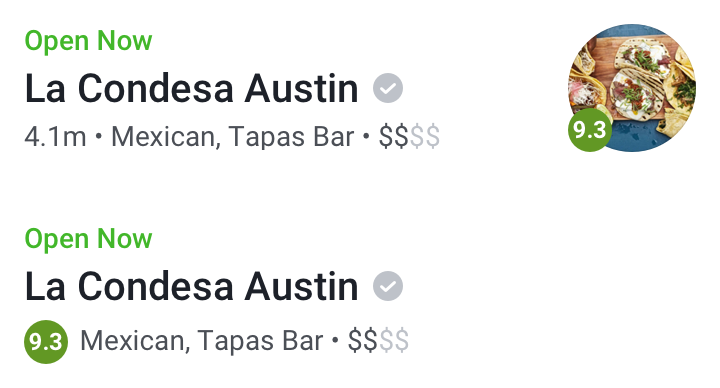 Open Now
La Condesa Austin
4.1m • Mexican, Tapas Bar • $$$$
9.3
Open Now
La Condesa Austin
9.3 Mexican, Tapas Bar • $$$$